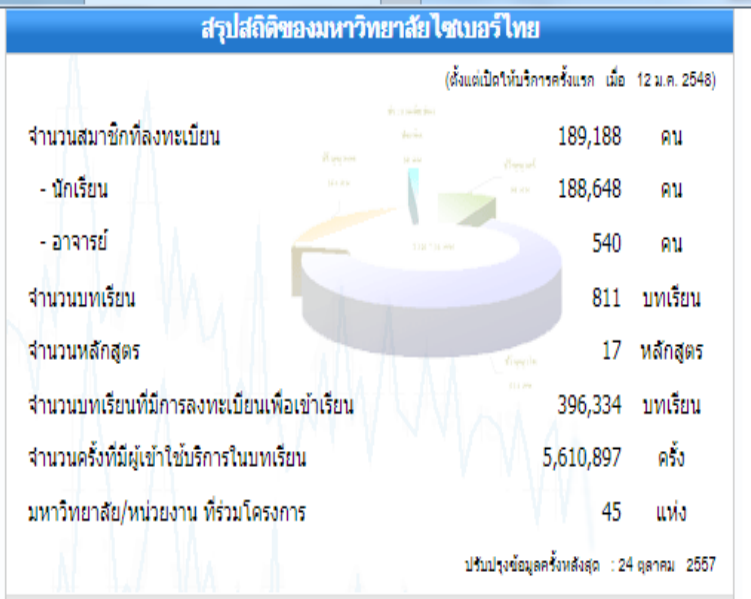 สรุปสถิติของมหาวิทยาลัยไซเบอร์ไทย
(ตั้งแต่เปิดให้บริการครั้งแรก เมื่อ 12 ม.ค. 2548)
จำนวนสมาชิกที่ลงทะเบียน 189,188 คน
- นักเรียน 188,648 คน
- อาจารย์ 540 คน
จำนวนบทเรียน 811 บทเรียน
จำนวนหลักสูตร 17 หลักสูตร
จำนวนบทเรียนที่มีการลงทะเบียนเพื่อเข้าเรียน 396,334 บทเรียน
จำนวนครั้งที่มีผู้เข้าใช้บริการในบทเรียน 5,610,897 ครั้ง
มหาวิทยาลัย/หน่วยงาน ที่ร่วมโครงการ 45 แห่ง
ปรับปรุงข้อมูลครั้งหลังสุด : 24 ตุลาคม 2557